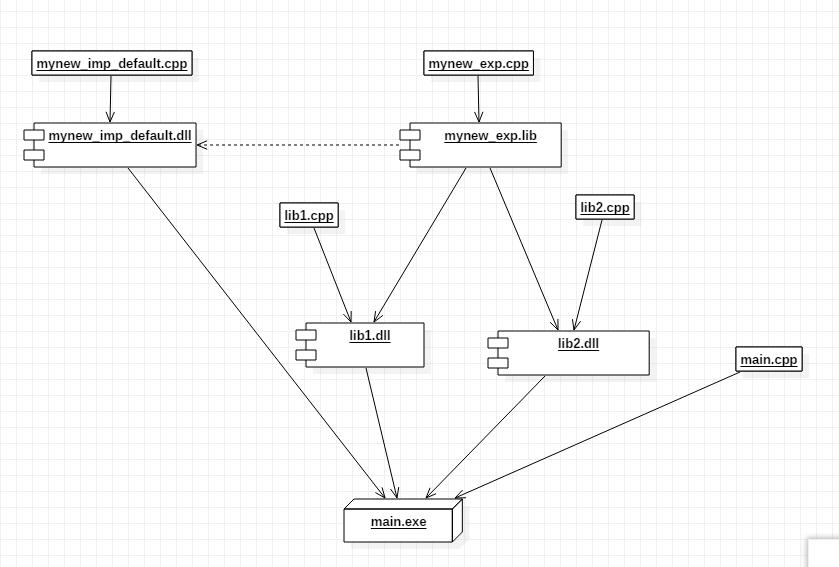 mynew_imp_default.cpp
mynew_exp.cpp
mynew_imp_default.dll
mynew_exp.lib
lib1.cpp
lib2.cpp
lib1.dll
lib2.dll
main.cpp
main.exe